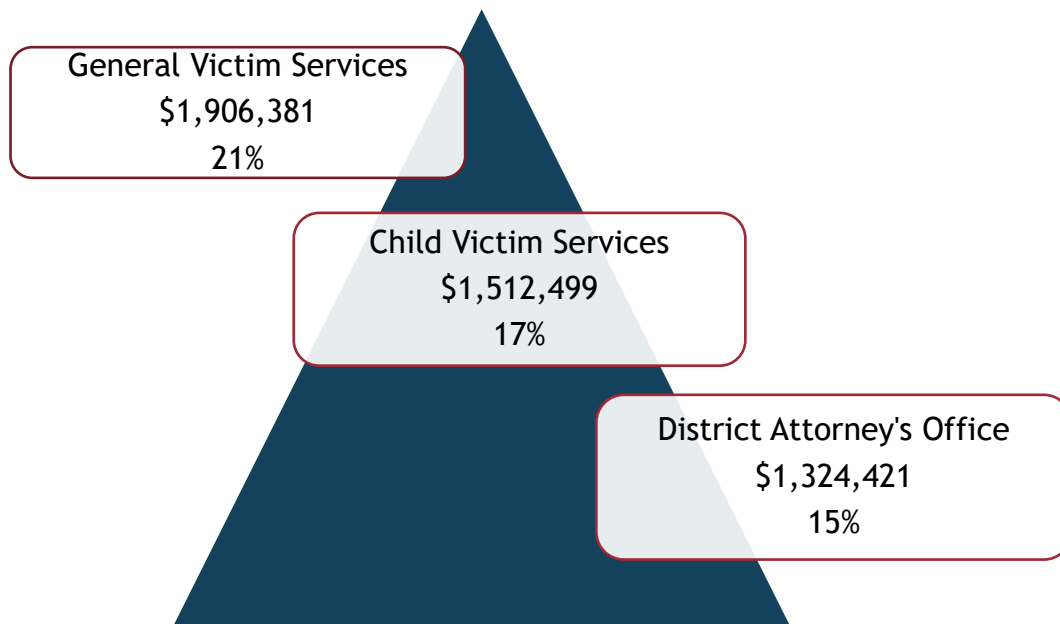 General Victim Services
$1,906,381
21%
Child Victim Services
$1,512,499
17%
District Attorney's Office
$1,324,421
15%